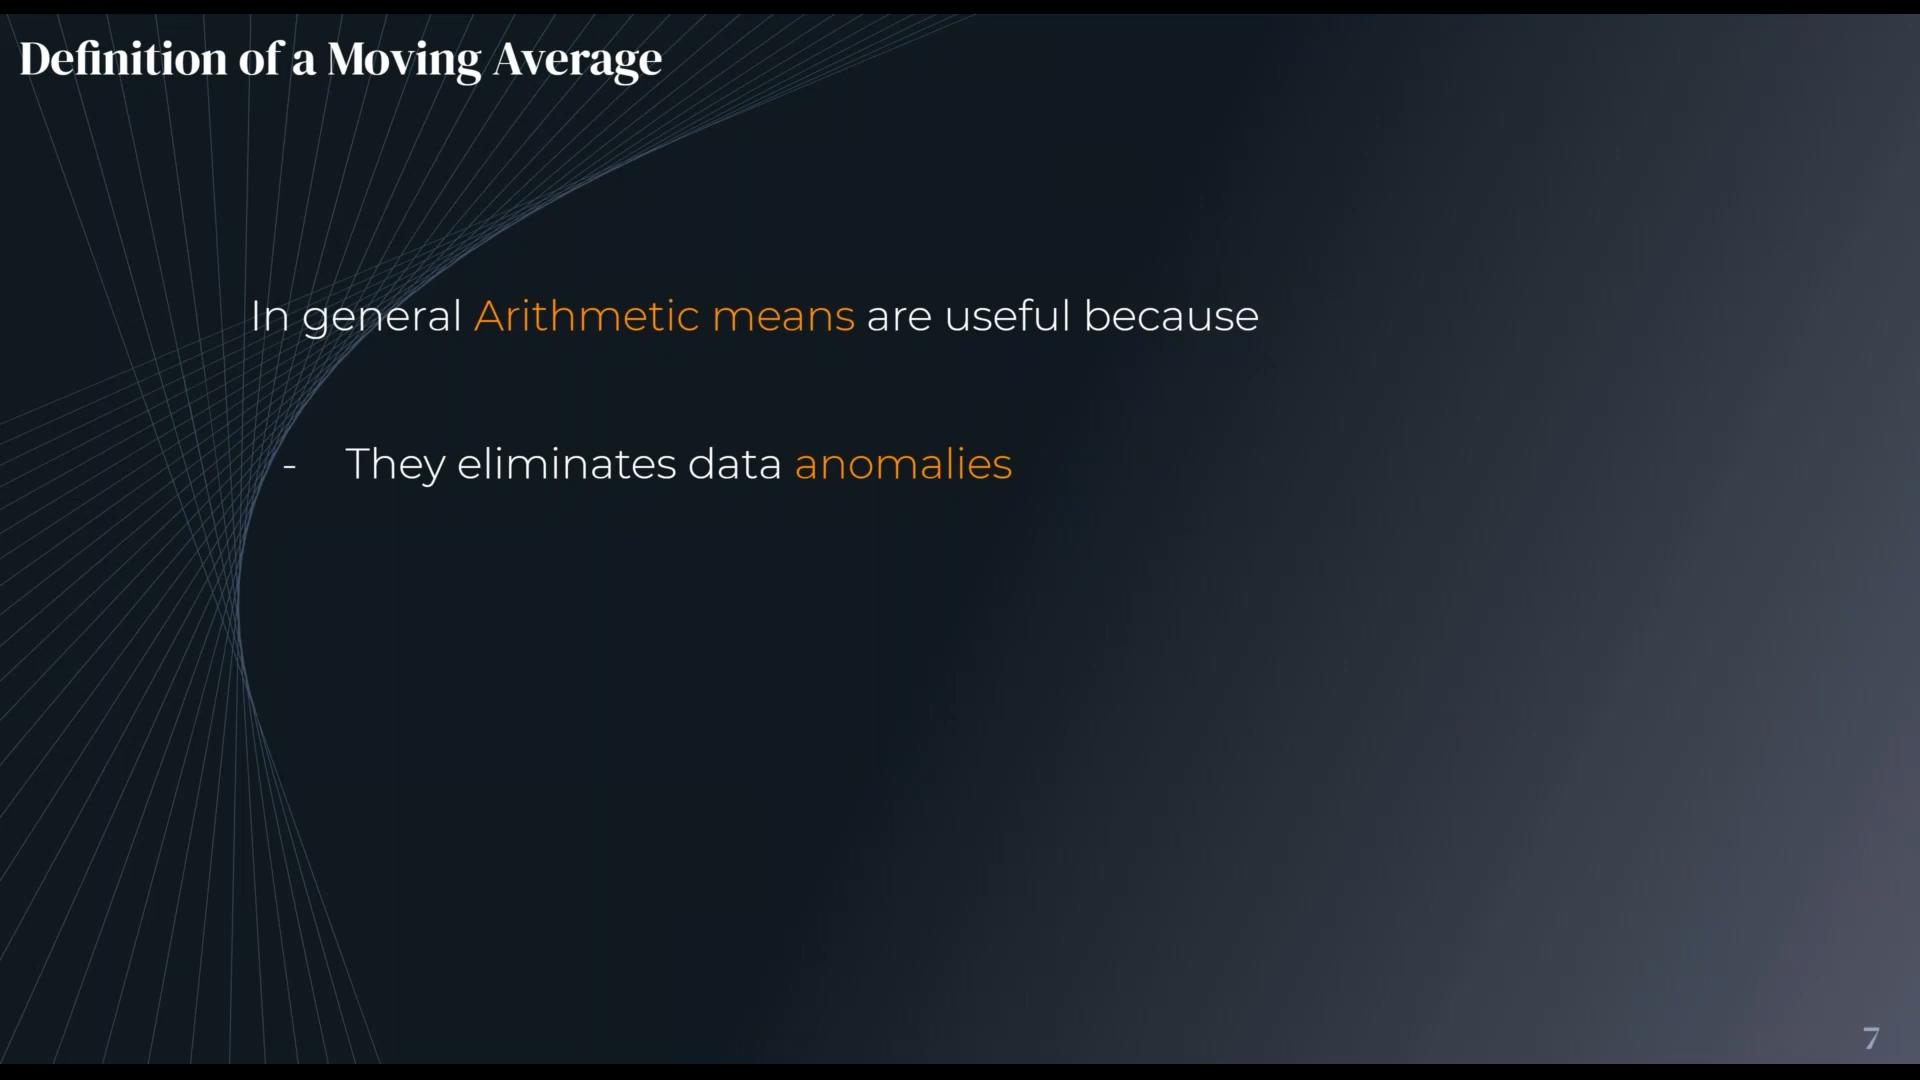 Definition of a Moving Average
In general Arithmetic means are useful because
- They eliminates data anomalies
7